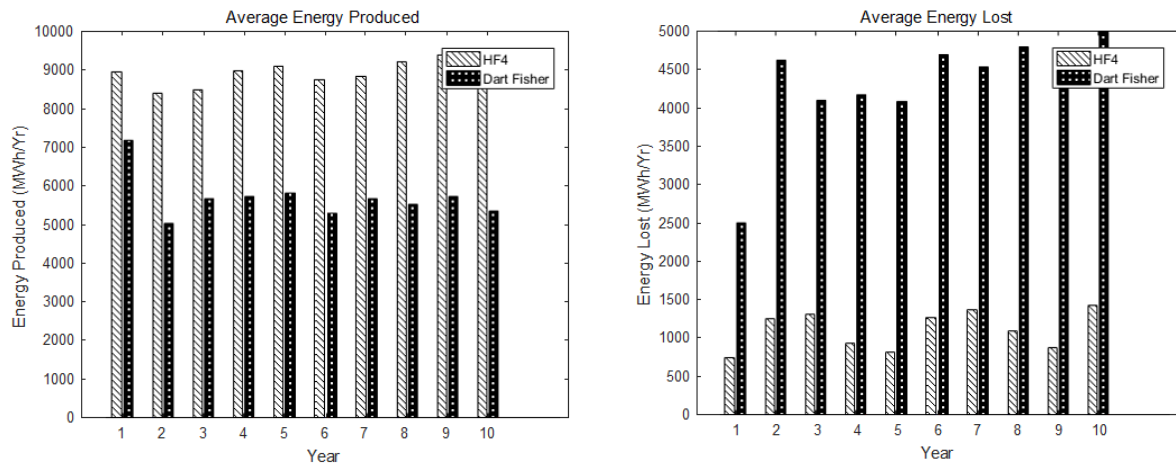 Average Energy Produced
Energy Produced (MWh/Yr)
10000
9000
8000
7000
6000
5000
4000
3000
2000
1000
0
HF4
Dart Fisher
1 2 3 4 5 6 7 8 9 10
Year
Average Energy Lost
Energy Lost (MWh/Yr)
5000
4500
4000
3500
3000
2500
2000
1500
1000
500
0
HF4
Dart Fisher
1 2 3 4 5 6 7 8 9 10
Year